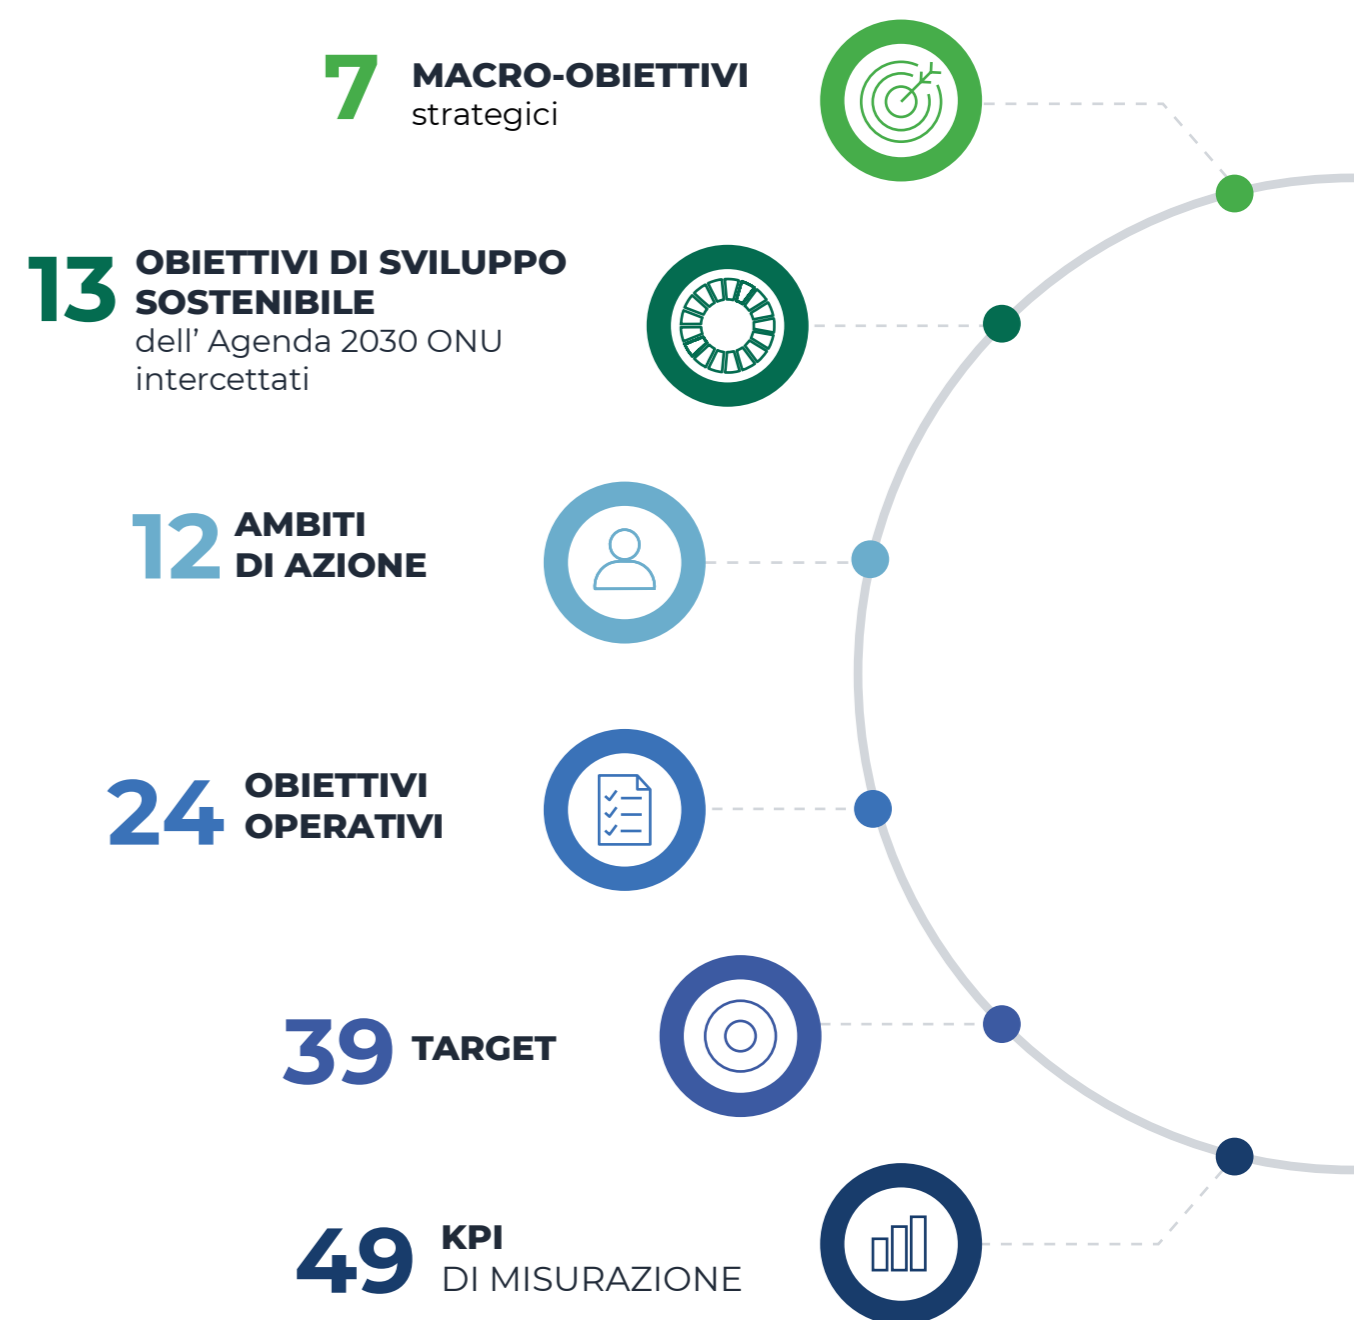 7
MACRO-OBIETTIVI
strategici
13
OBIETTIVI DI SVILUPPO
SOSTENIBILE
dell’ Agenda 2030 ONU
intercettati
12
AMBITI
DI AZIONE
24
OBIETTIVI
OPERATIVI
39
TARGET
49
KPI
DI MISURAZIONE